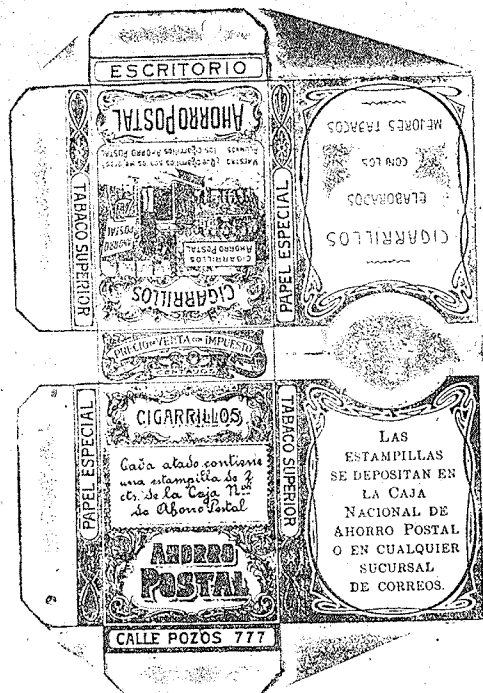 ESCRITORIO
AHORRO POSTAL
CIGARRILLOS
AHORRO POSTAL
AHORRO
POSTAL
CIGARRILLOS
TABACO SUPERIOR
PAPEL ESPECIAL
CIGARRILLOS
ELABORADOS
CON LOS
MEJORES TABACOS
PRECIO DE VENTA CON IMPUESTO
PAPEL ESPECIAL
CIGARRILLOS
Cada atado contiene
una estampilla de 2
cts. de la Caja Nal
de Ahorro Postal
AHORRO
POSTAL
TABACO SUPERIOR
LAS
ESTAMPILLAS
SE DEPOSITAN EN
LA CAJA
NACIONAL DE
AHORRO POSTAL
O EN CUALQUIER
SUCURSAL
DE CORREOS.
CALLE POZOS 777